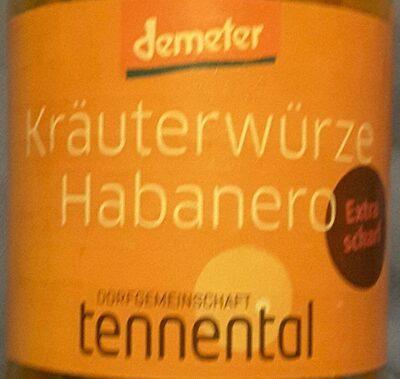 demeter
Kräuterwürze
Habanero
Extra
scharf
DORFGEMEINSCHAFT
tennental